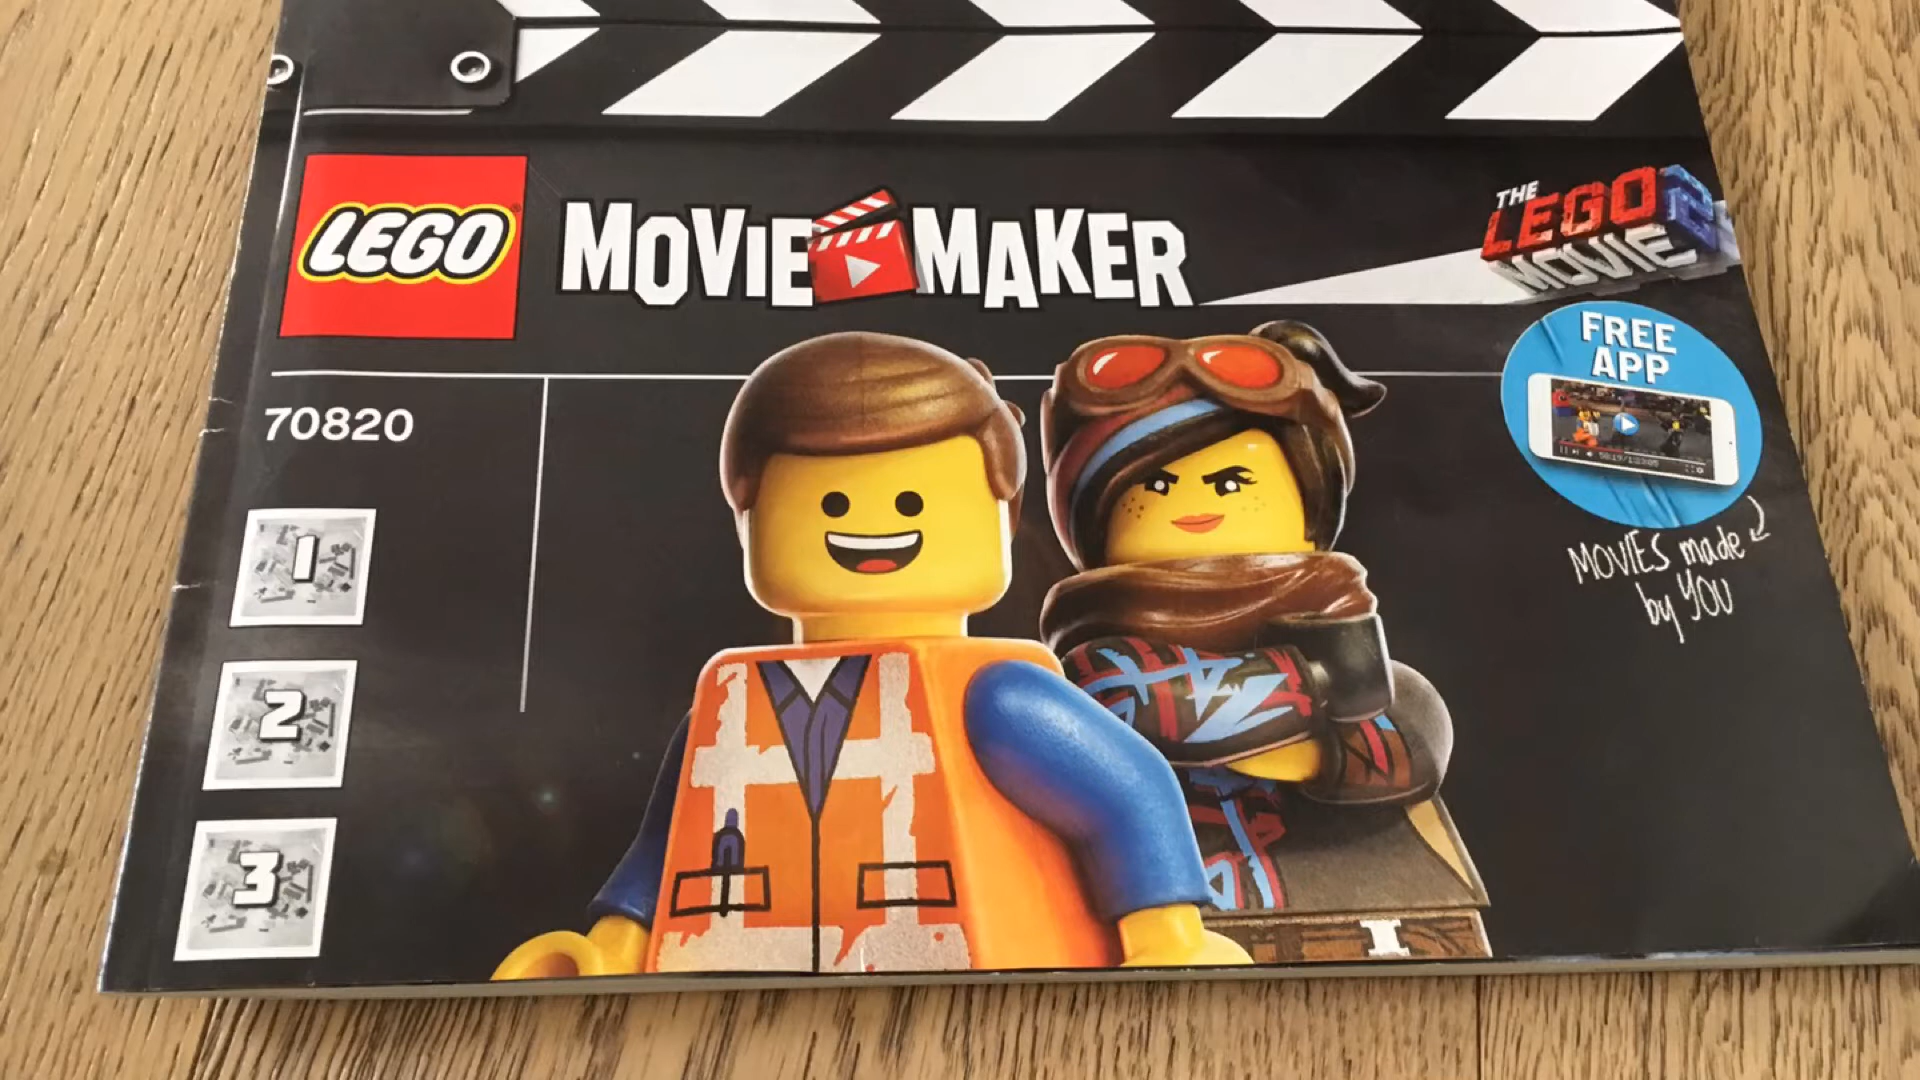 LEGO
MOVIE MAKER
THE
LEGO 2
MOVIE
FREE
APP
70820
MOVIES made
by YOU
1
2
3